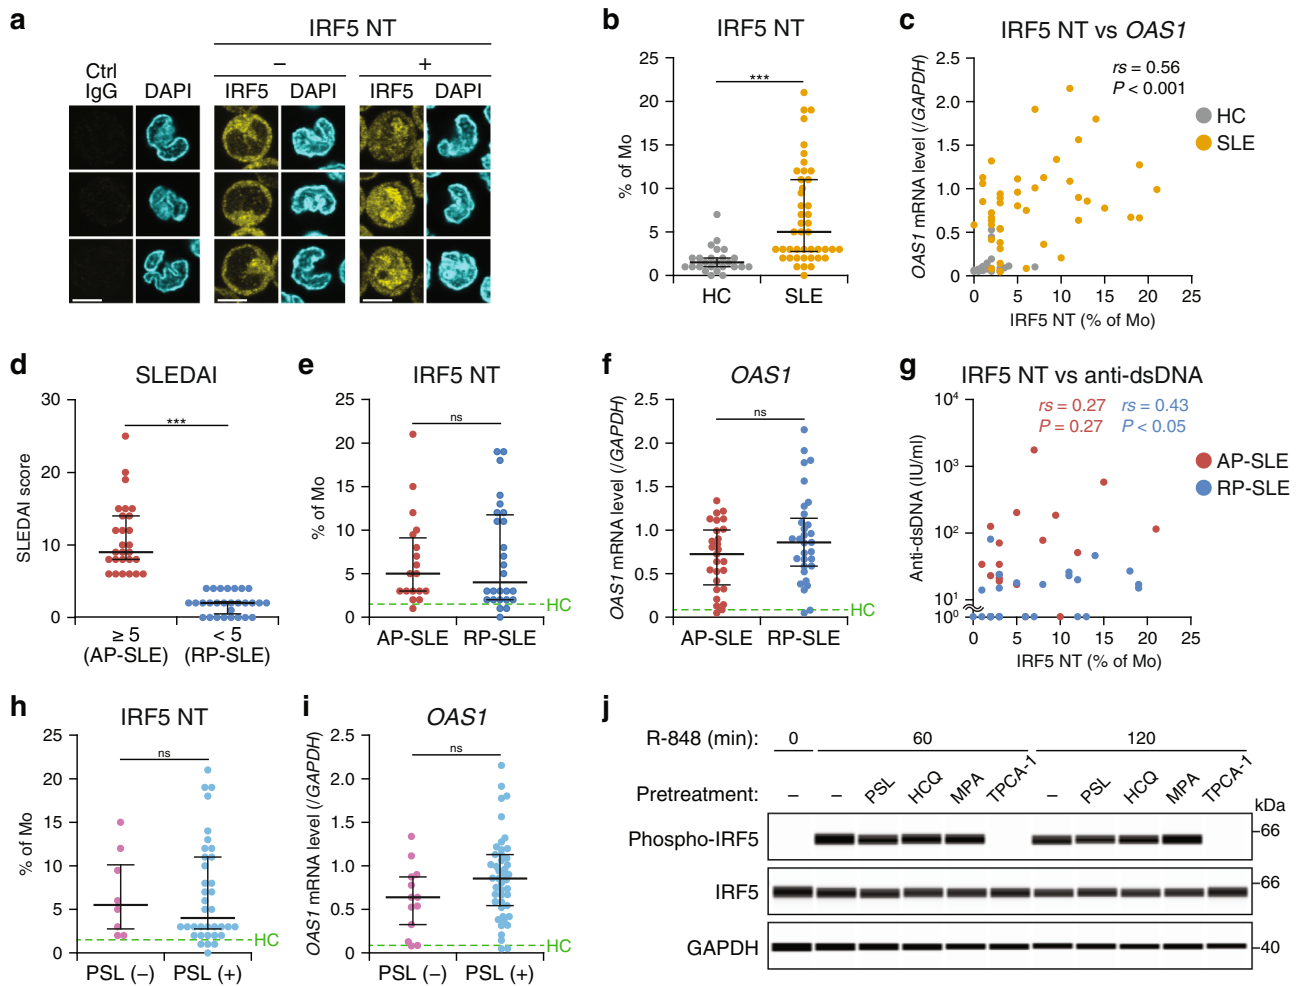 a
IRF5 NT
– +
Ctrl IgG DAPI IRF5 DAPI IRF5 DAPI
b
IRF5 NT
% of Mo
25
20
15
10
5
0
***
HC SLE
c
IRF5 NT vs OAS1
OAS1 mRNA level (/GAPDH)
2.5
2.0
1.5
1.0
0.5
0
rs = 0.56
P < 0.001
HC
SLE
0 5 10 15 20 25
IRF5 NT (% of Mo)
d
SLEDAI
SLEDAI score
30
20
10
0
***
≥ 5 < 5
(AP-SLE) (RP-SLE)
e
IRF5 NT
% of Mo
25
20
15
10
5
0
ns
HC
AP-SLE RP-SLE
f
OAS1
OAS1 mRNA level (/GAPDH)
2.5
2.0
1.5
1.0
0.5
0
ns
HC
AP-SLE RP-SLE
g
IRF5 NT vs anti-dsDNA
Anti-dsDNA (IU/ml)
10⁴
10³
10²
10¹
10⁰
rs = 0.27 rs = 0.43
P = 0.27 P < 0.05
AP-SLE
RP-SLE
0 5 10 15 20 25
IRF5 NT (% of Mo)
h
IRF5 NT
% of Mo
25
20
15
10
5
0
ns
HC
PSL (–) PSL (+)
i
OAS1
OAS1 mRNA level (/GAPDH)
2.5
2.0
1.5
1.0
0.5
0
ns
HC
PSL (–) PSL (+)
j
R-848 (min): 0 60 120
Pretreatment: – – PSL HCQ MPA TPCA-1 – PSL HCQ MPA TPCA-1
kDa
Phospho-IRF5 66
IRF5 66
GAPDH 40